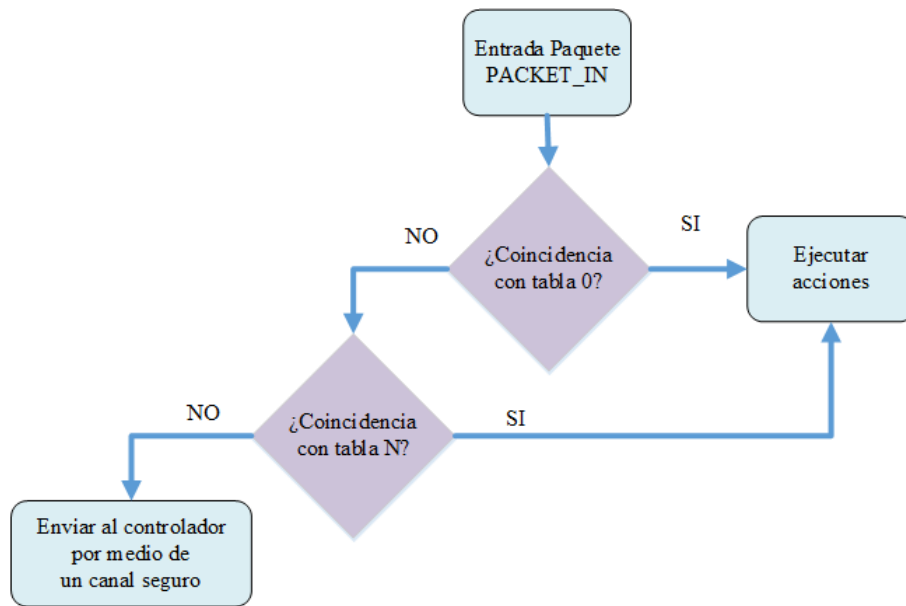 Entrada Paquete
PACKET_IN
NO
SI
¿Coincidencia
con tabla 0?
Ejecutar
acciones
NO
¿Coincidencia
con tabla N?
SI
Enviar al controlador
por medio de
un canal seguro